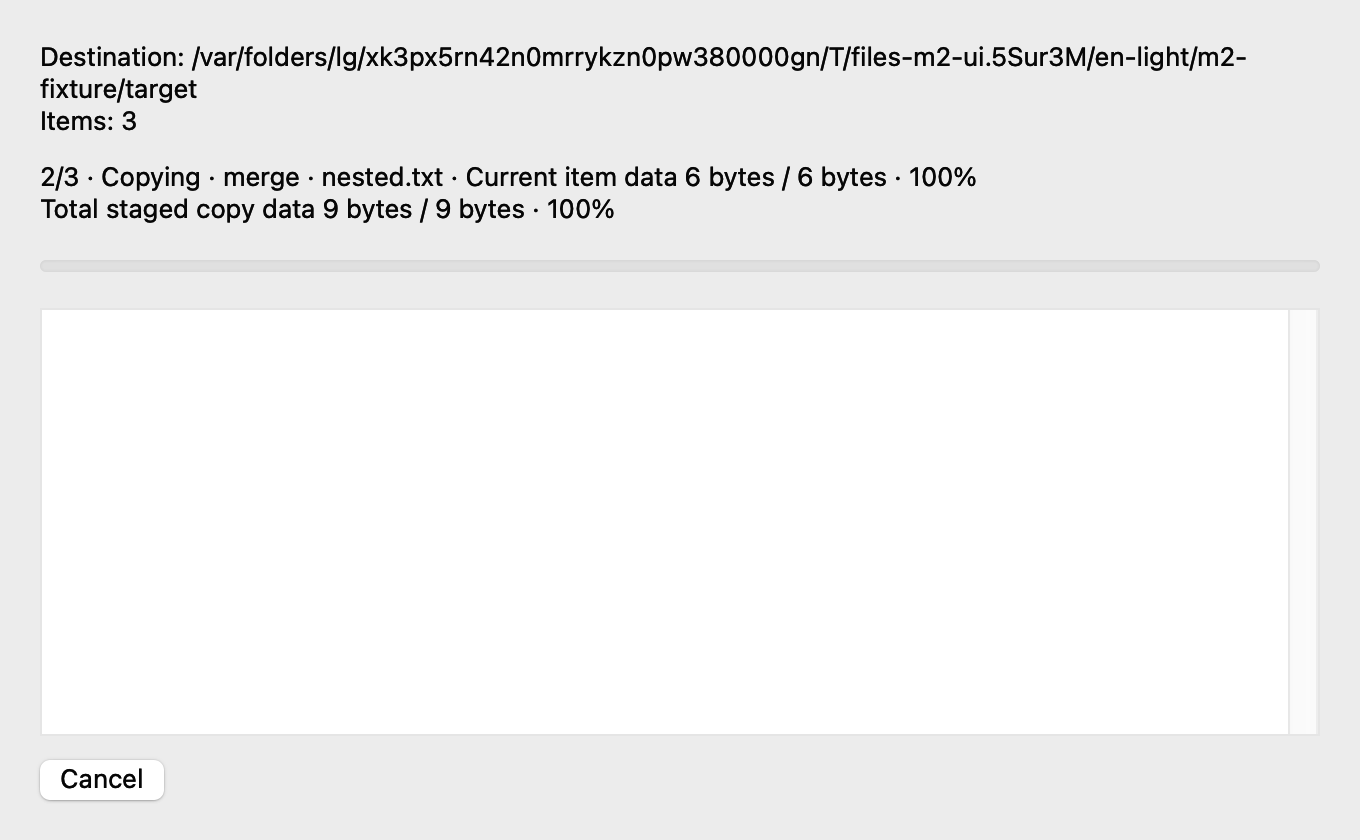 Destination: /var/folders/lg/xk3px5rn42n0mrrykzn0pw380000gn/T/files-m2-ui.5Sur3M/en-light/m2-
fixture/target
Items: 3
2/3 · Copying · merge · nested.txt · Current item data 6 bytes / 6 bytes · 100%
Total staged copy data 9 bytes / 9 bytes · 100%
Cancel